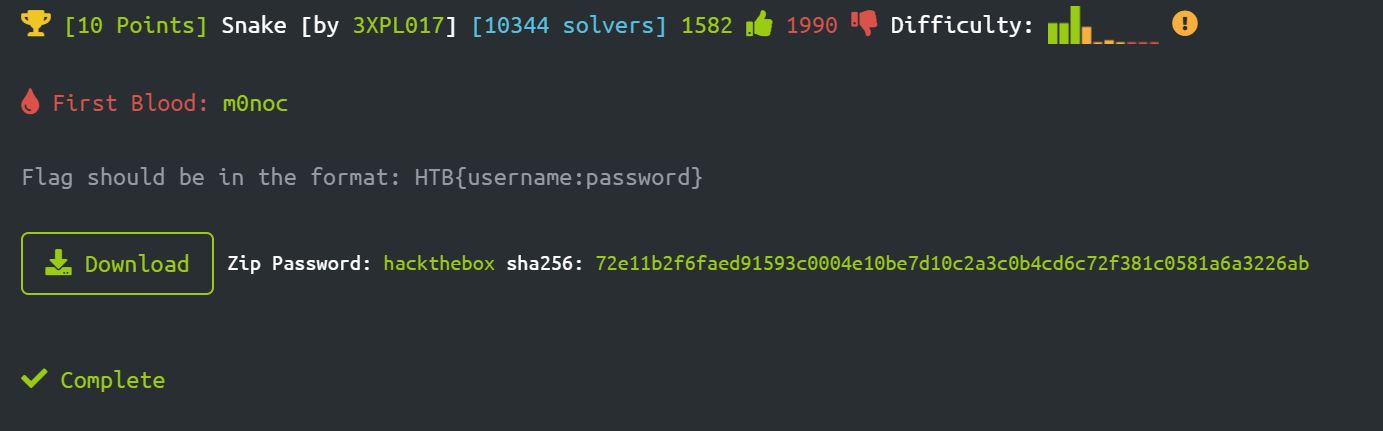 [10 Points] Snake [by 3XPL017] [10344 solvers] 1582 1990 Difficulty:
First Blood: m0noc
Flag should be in the format: HTB{username:password}
Download Zip Password: hackthebox sha256: 72e11b2f6faed91593c0004e10be7d10c2a3c0b4cd6c72f381c0581a6a3226ab
Complete